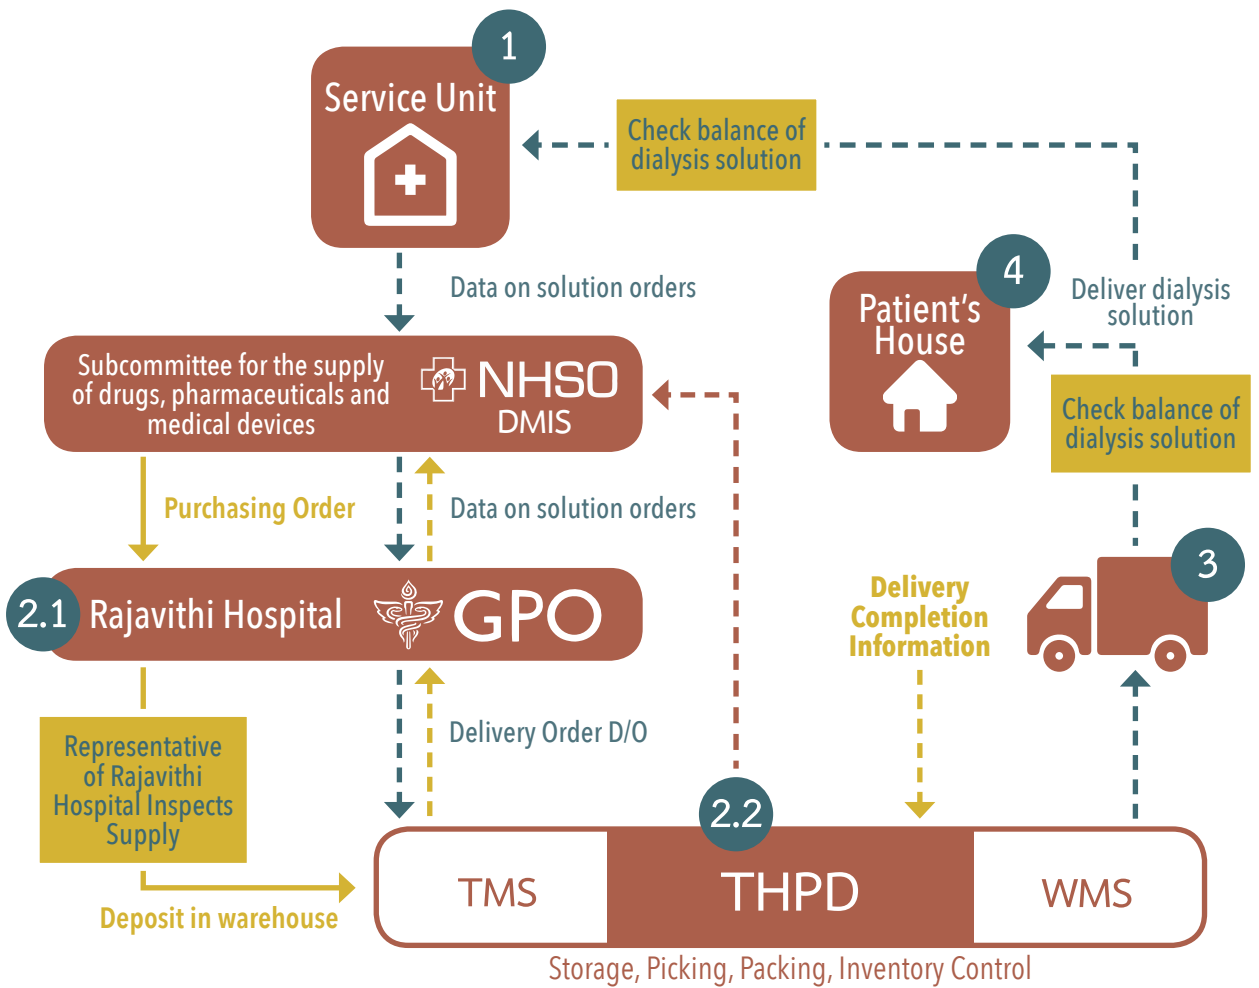 1
Service Unit
Check balance of
dialysis solution
Data on solution orders
4
Patient's
House
Deliver dialysis
solution
Subcommittee for the supply
of drugs, pharmaceuticals and
medical devices
NHSO
DMIS
Check balance of
dialysis solution
Purchasing Order
Data on solution orders
3
2.1
Rajavithi Hospital
GPO
Delivery
Completion
Information
Representative
of Rajavithi
Hospital Inspects
Supply
Delivery Order D/O
2.2
Deposit in warehouse
TMS
THPD
WMS
Storage, Picking, Packing, Inventory Control